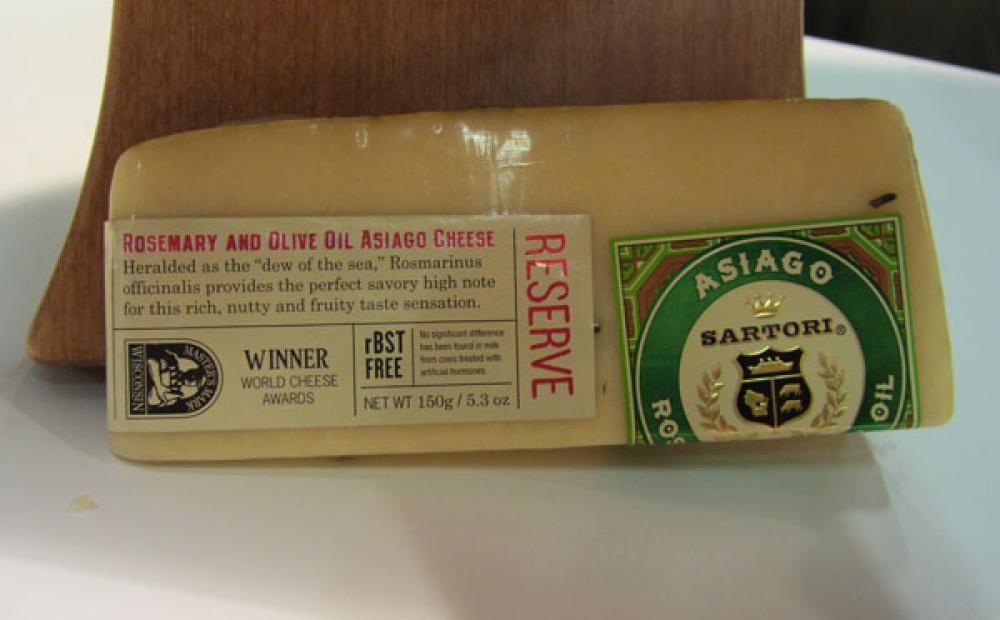 ROSEMARY AND OLIVE OIL ASIAGO CHEESE
Heralded as the “dew of the sea,” Rosmarinus
officinalis provides the perfect savory high note
for this rich, nutty and fruity taste sensation.
WISCONSIN
MASTER'S MARK
WINNER
WORLD CHEESE
AWARDS
rBST
FREE
No significant difference
has been found in milk
from cows treated with
artificial hormones.
NET WT 150g / 5.3 oz
RESERVE
ASIAGO
SARTORI®
ROS
OIL